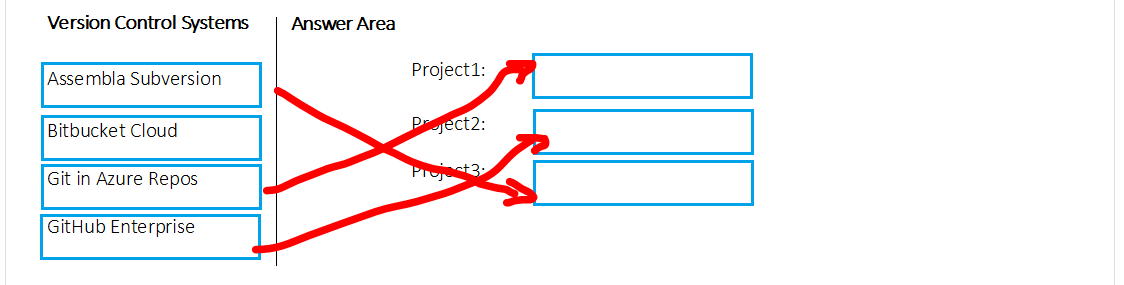 Version Control Systems
Answer Area
Assembla Subversion
Bitbucket Cloud
Git in Azure Repos
GitHub Enterprise
Project1:
Project2:
Project3: